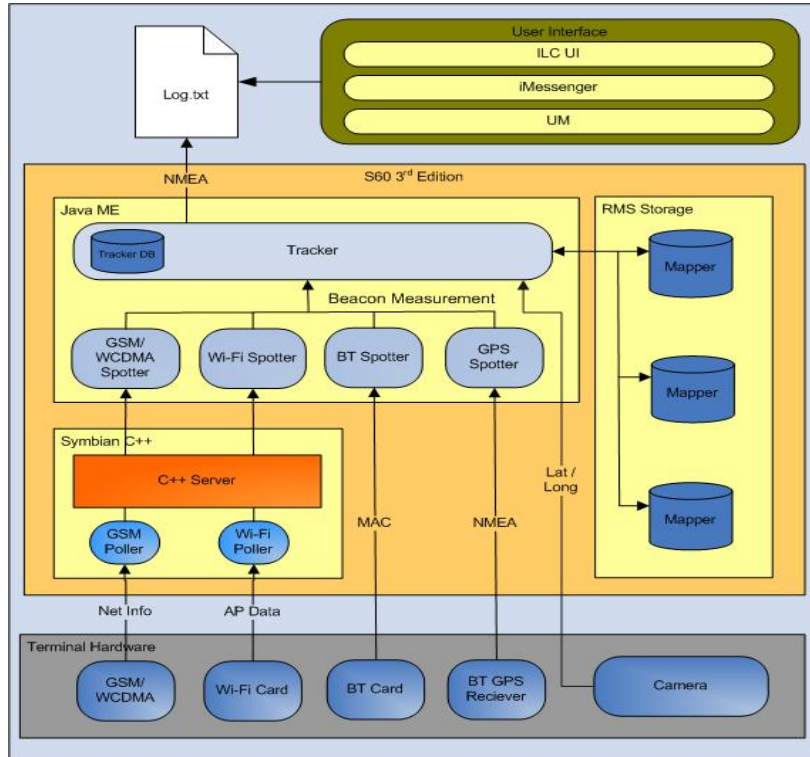 User Interface
ILC UI
iMessenger
UM
Log.txt
NMEA
S60 3rd Edition
Java ME
RMS Storage
Tracker DB
Tracker
Mapper
Beacon Measurement
GSM/
WCDMA
Spotter
Wi-Fi Spotter
BT Spotter
GPS
Spotter
Mapper
Symbian C++
C++ Server
Lat /
Long
GSM
Poller
Wi-Fi
Poller
MAC
NMEA
Mapper
Net Info
AP Data
Terminal Hardware
GSM/
WCDMA
Wi-Fi Card
BT Card
BT GPS
Reciever
Camera